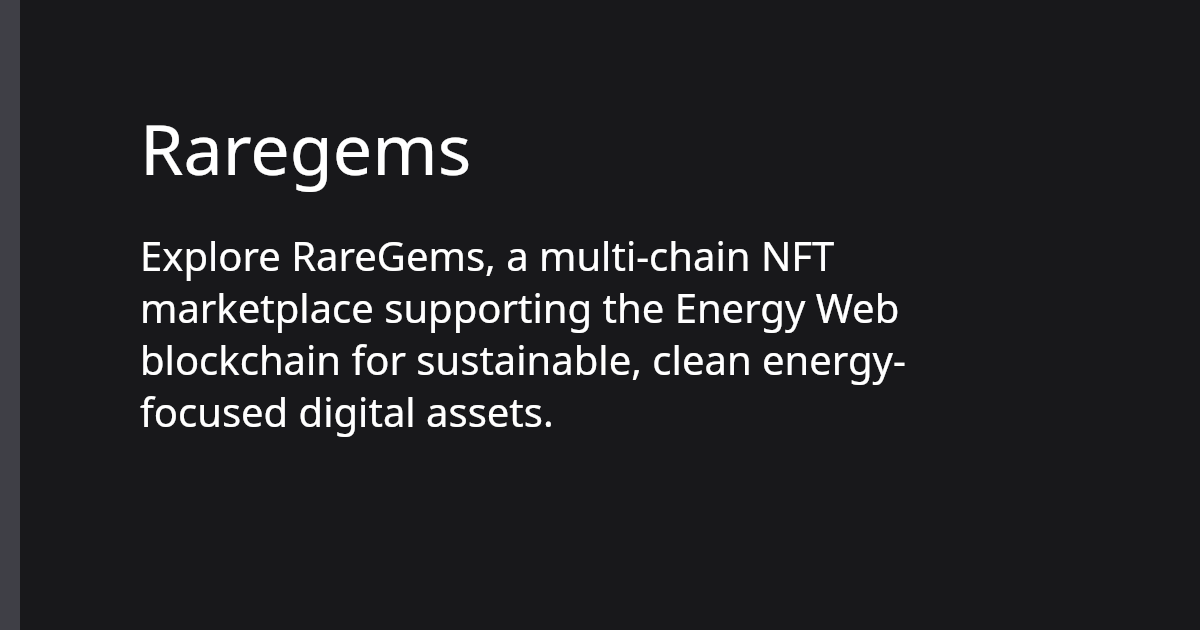 Raregems
Explore RareGems, a multi-chain NFT
marketplace supporting the Energy Web
blockchain for sustainable, clean energy-
focused digital assets.